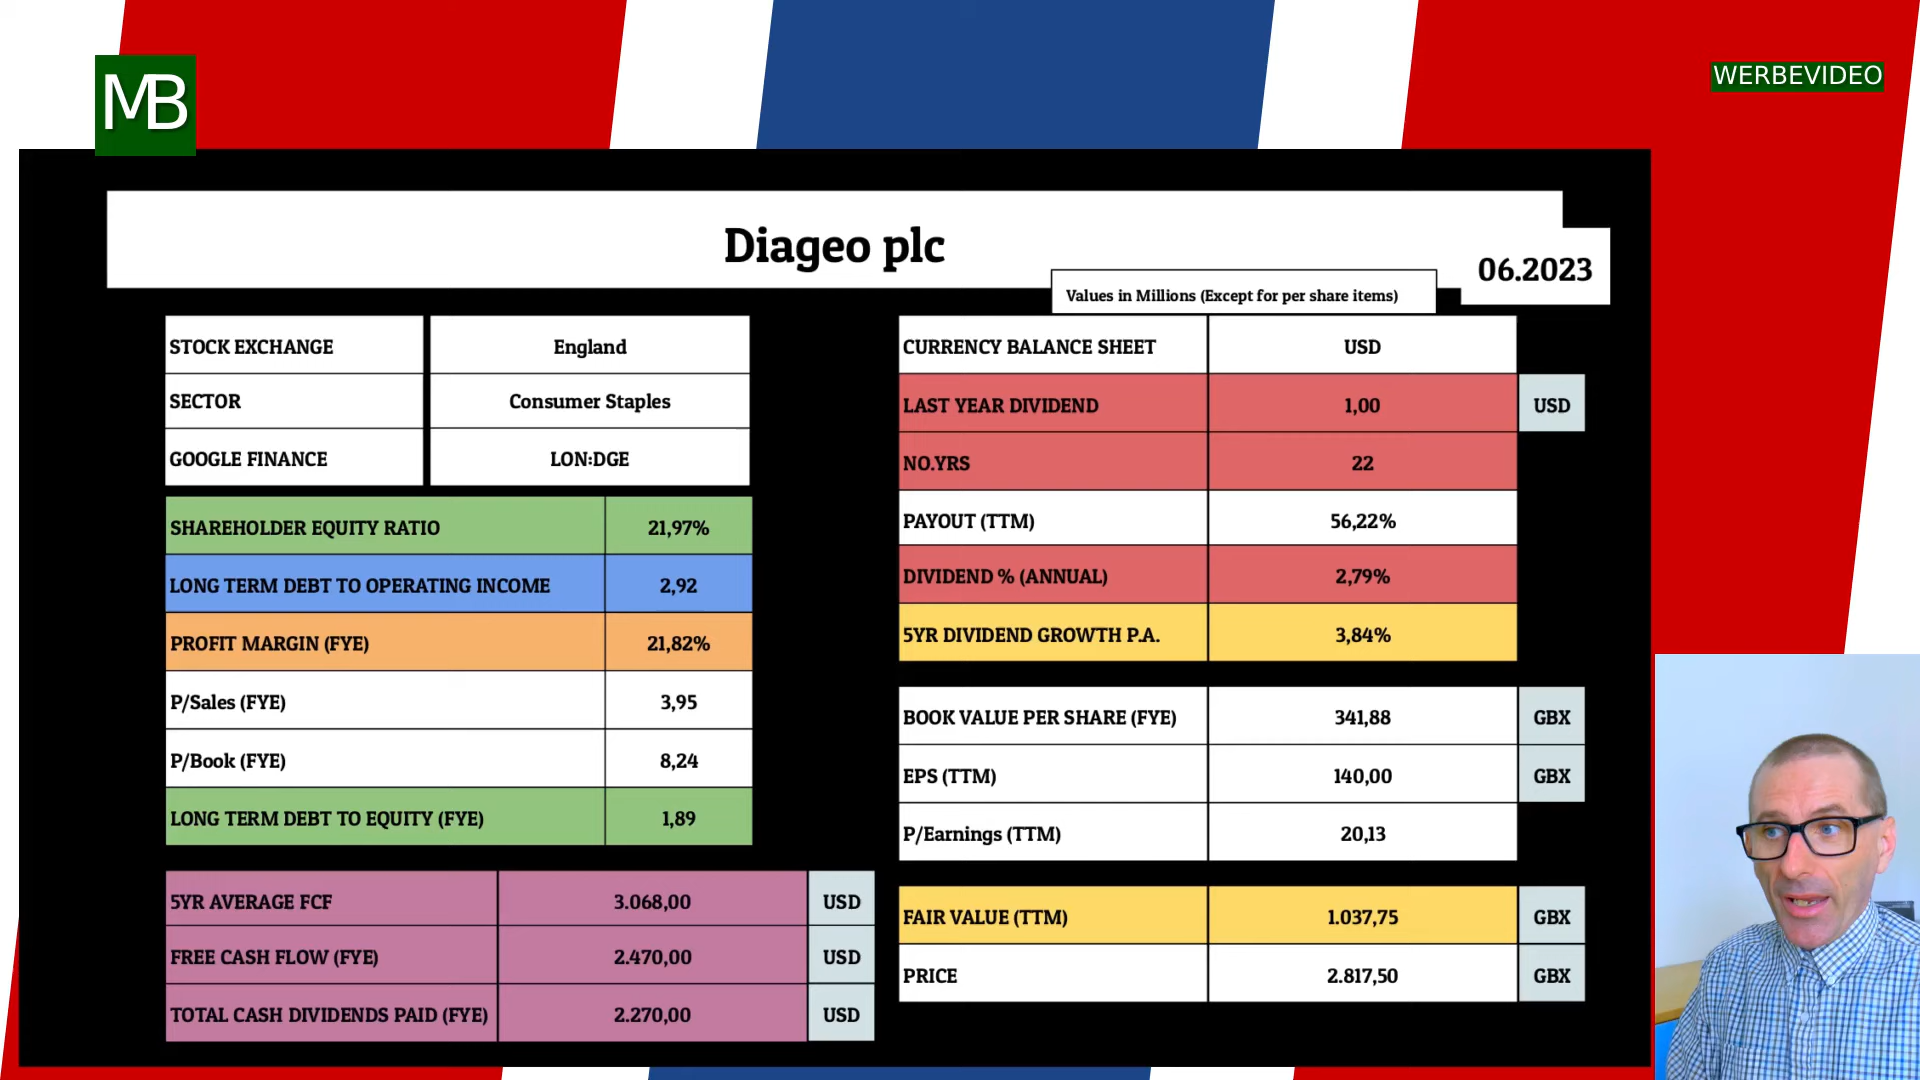 MB
WERBEVIDEO
Diageo plc
06.2023
Values in Millions (Except for per share items)
STOCK EXCHANGE England
SECTOR Consumer Staples
GOOGLE FINANCE LON:DGE
SHAREHOLDER EQUITY RATIO 21,97%
LONG TERM DEBT TO OPERATING INCOME 2,92
PROFIT MARGIN (FYE) 21,82%
P/Sales (FYE) 3,95
P/Book (FYE) 8,24
LONG TERM DEBT TO EQUITY (FYE) 1,89
5YR AVERAGE FCF 3.068,00 USD
FREE CASH FLOW (FYE) 2.470,00 USD
TOTAL CASH DIVIDENDS PAID (FYE) 2.270,00 USD
CURRENCY BALANCE SHEET USD
LAST YEAR DIVIDEND 1,00 USD
NO.YRS 22
PAYOUT (TTM) 56,22%
DIVIDEND % (ANNUAL) 2,79%
5YR DIVIDEND GROWTH P.A. 3,84%
BOOK VALUE PER SHARE (FYE) 341,88 GBX
EPS (TTM) 140,00 GBX
P/Earnings (TTM) 20,13
FAIR VALUE (TTM) 1.037,75 GBX
PRICE 2.817,50 GBX